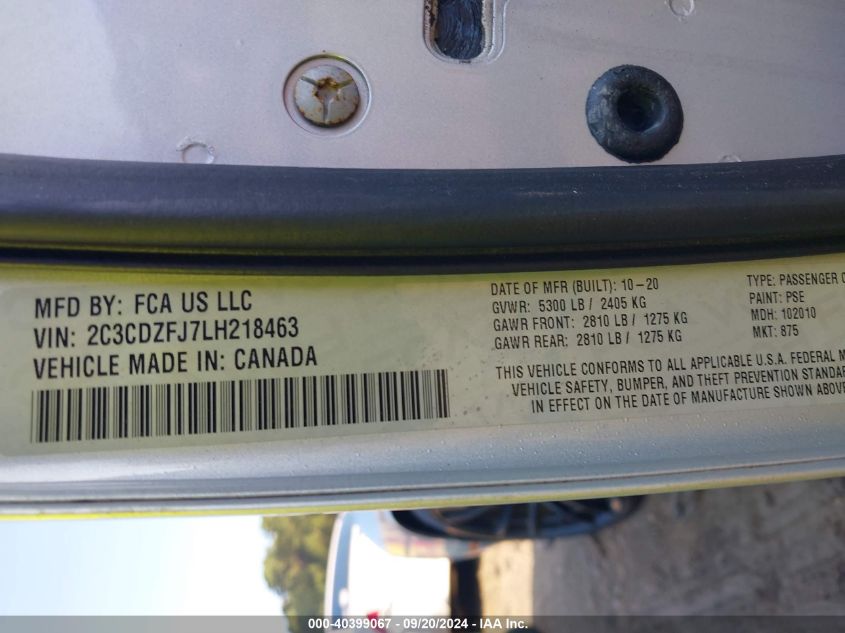 MFD BY: FCA US LLC
VIN: 2C3CDZFJ7LH218463
VEHICLE MADE IN: CANADA
DATE OF MFR (BUILT): 10-20
GVWR: 5300 LB / 2405 KG
GAWR FRONT: 2810 LB / 1275 KG
GAWR REAR: 2810 LB / 1275 KG
TYPE: PASSENGER C
PAINT: PSE
MDH: 102010
MKT: 875
THIS VEHICLE CONFORMS TO ALL APPLICABLE U.S.A. FEDERAL M
VEHICLE SAFETY, BUMPER, AND THEFT PREVENTION STANDAR
IN EFFECT ON THE DATE OF MANUFACTURE SHOWN ABOVE
000-40399067 - 09/20/2024 - IAA Inc.